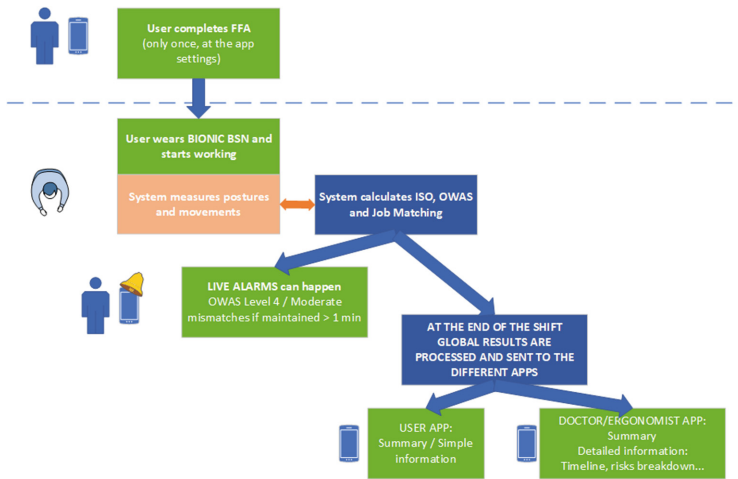 User completes FFA
(only once, at the app
settings)
User wears BIONIC BSN and
starts working
System measures postures
and movements
System calculates ISO, OWAS
and Job Matching
LIVE ALARMS can happen
OWAS Level 4 / Moderate
mismatches if maintained > 1 min
AT THE END OF THE SHIFT
GLOBAL RESULTS ARE
PROCESSED AND SENT TO THE
DIFFERENT APPS
USER APP:
Summary / Simple
information
DOCTOR/ERGONOMIST APP:
Summary
Detailed information:
Timeline, risks breakdown...